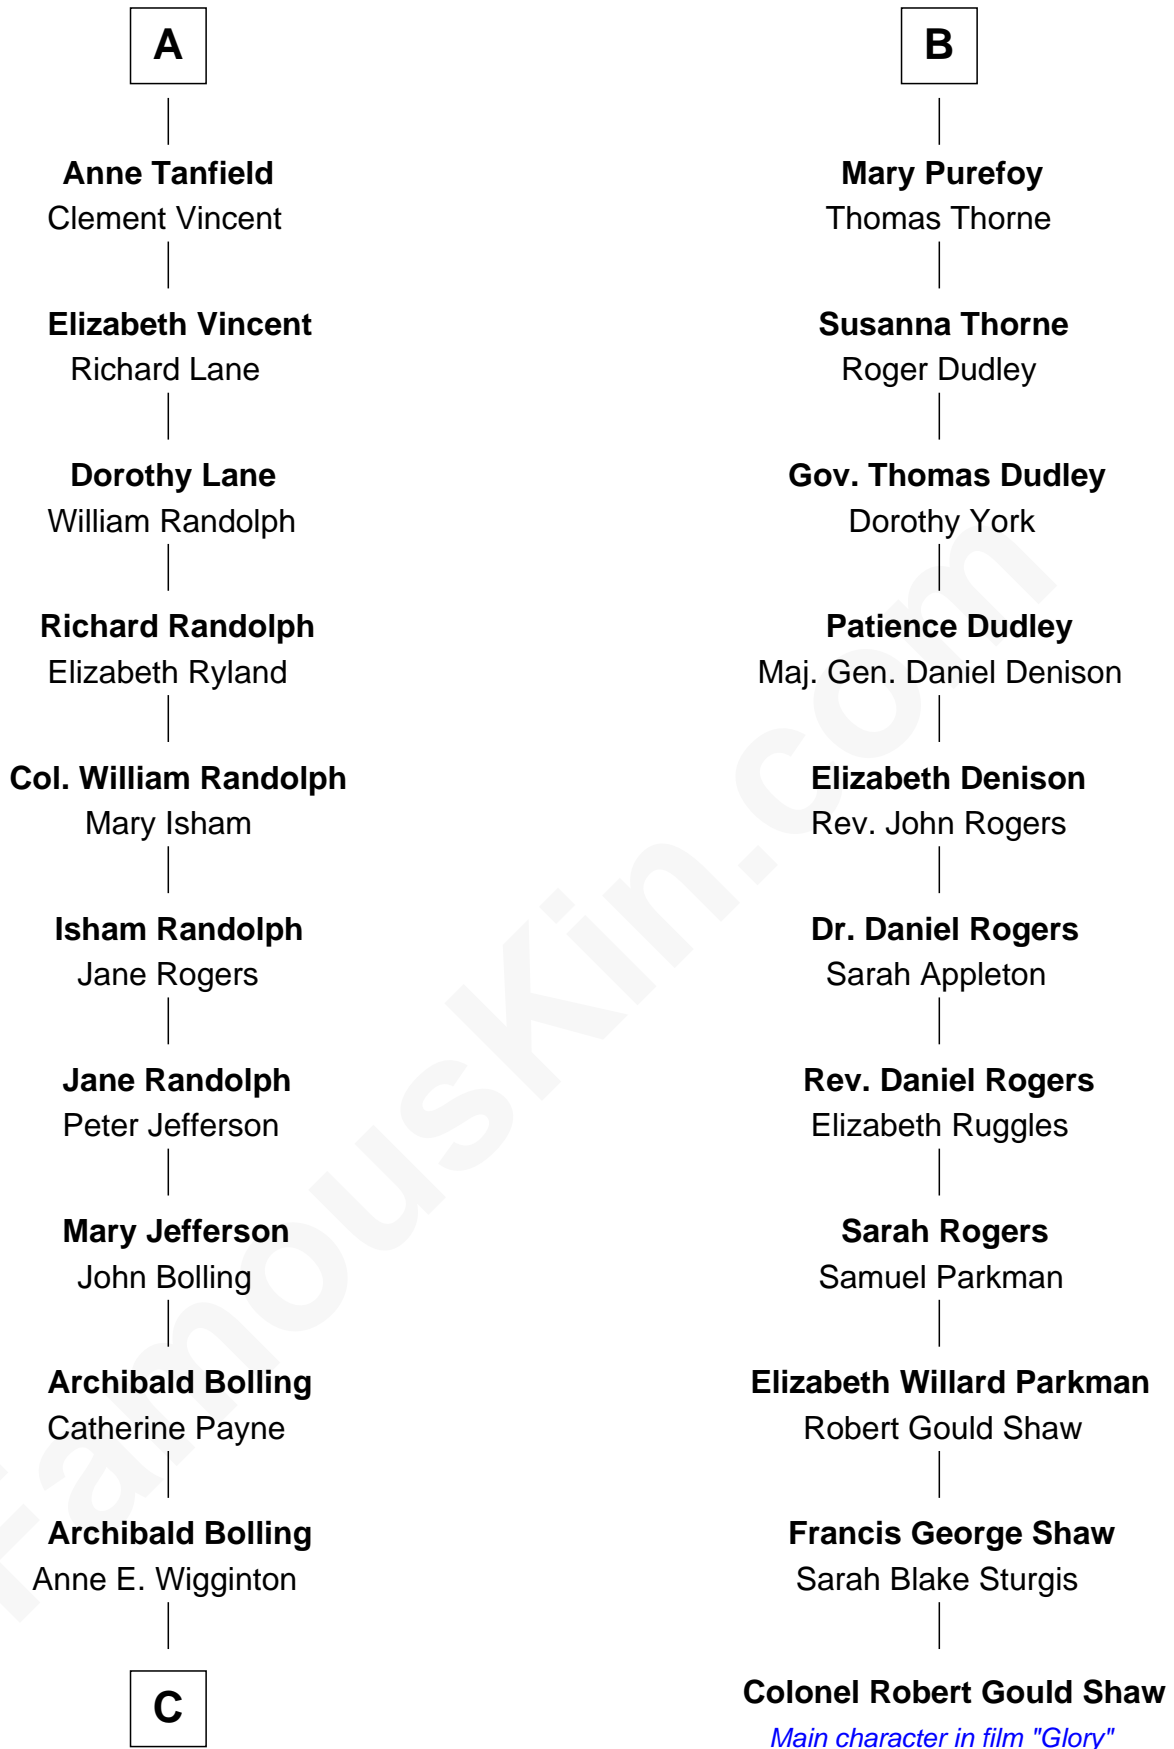 A
Anne Tanfield
Clement Vincent
Elizabeth Vincent
Richard Lane
Dorothy Lane
William Randolph
Richard Randolph
Elizabeth Ryland
Col. William Randolph
Mary Isham
Isham Randolph
Jane Rogers
Jane Randolph
Peter Jefferson
Mary Jefferson
John Bolling
Archibald Bolling
Catherine Payne
Archibald Bolling
Anne E. Wigginton
C
B
Mary Purefoy
Thomas Thorne
Susanna Thorne
Roger Dudley
Gov. Thomas Dudley
Dorothy York
Patience Dudley
Maj. Gen. Daniel Denison
Elizabeth Denison
Rev. John Rogers
Dr. Daniel Rogers
Sarah Appleton
Rev. Daniel Rogers
Elizabeth Ruggles
Sarah Rogers
Samuel Parkman
Elizabeth Willard Parkman
Robert Gould Shaw
Francis George Shaw
Sarah Blake Sturgis
Colonel Robert Gould Shaw
Main character in film "Glory"
FamousKin.com